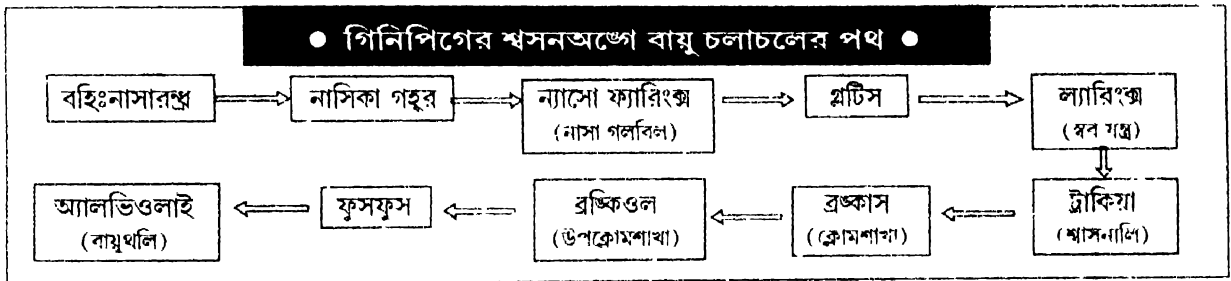 ● গিনিপিগের শ্বসনঅঙ্গে বায়ু চলাচলের পথ ●
বহিঃনাসারন্ধ্র
নাসিকা গহ্বর
ন্যাসো ফ্যারিংক্স
(নাসা গলবিল)
গ্লটিস
ল্যারিংক্স
(স্বর যন্ত্র)
ট্রাকিয়া
(শ্বাসনালি)
ব্রঙ্কাস
(ক্লোমশাখা)
ব্রঙ্কিওল
(উপক্লোমশাখা)
ফুসফুস
অ্যালভিওলাই
(বায়ুথলি)